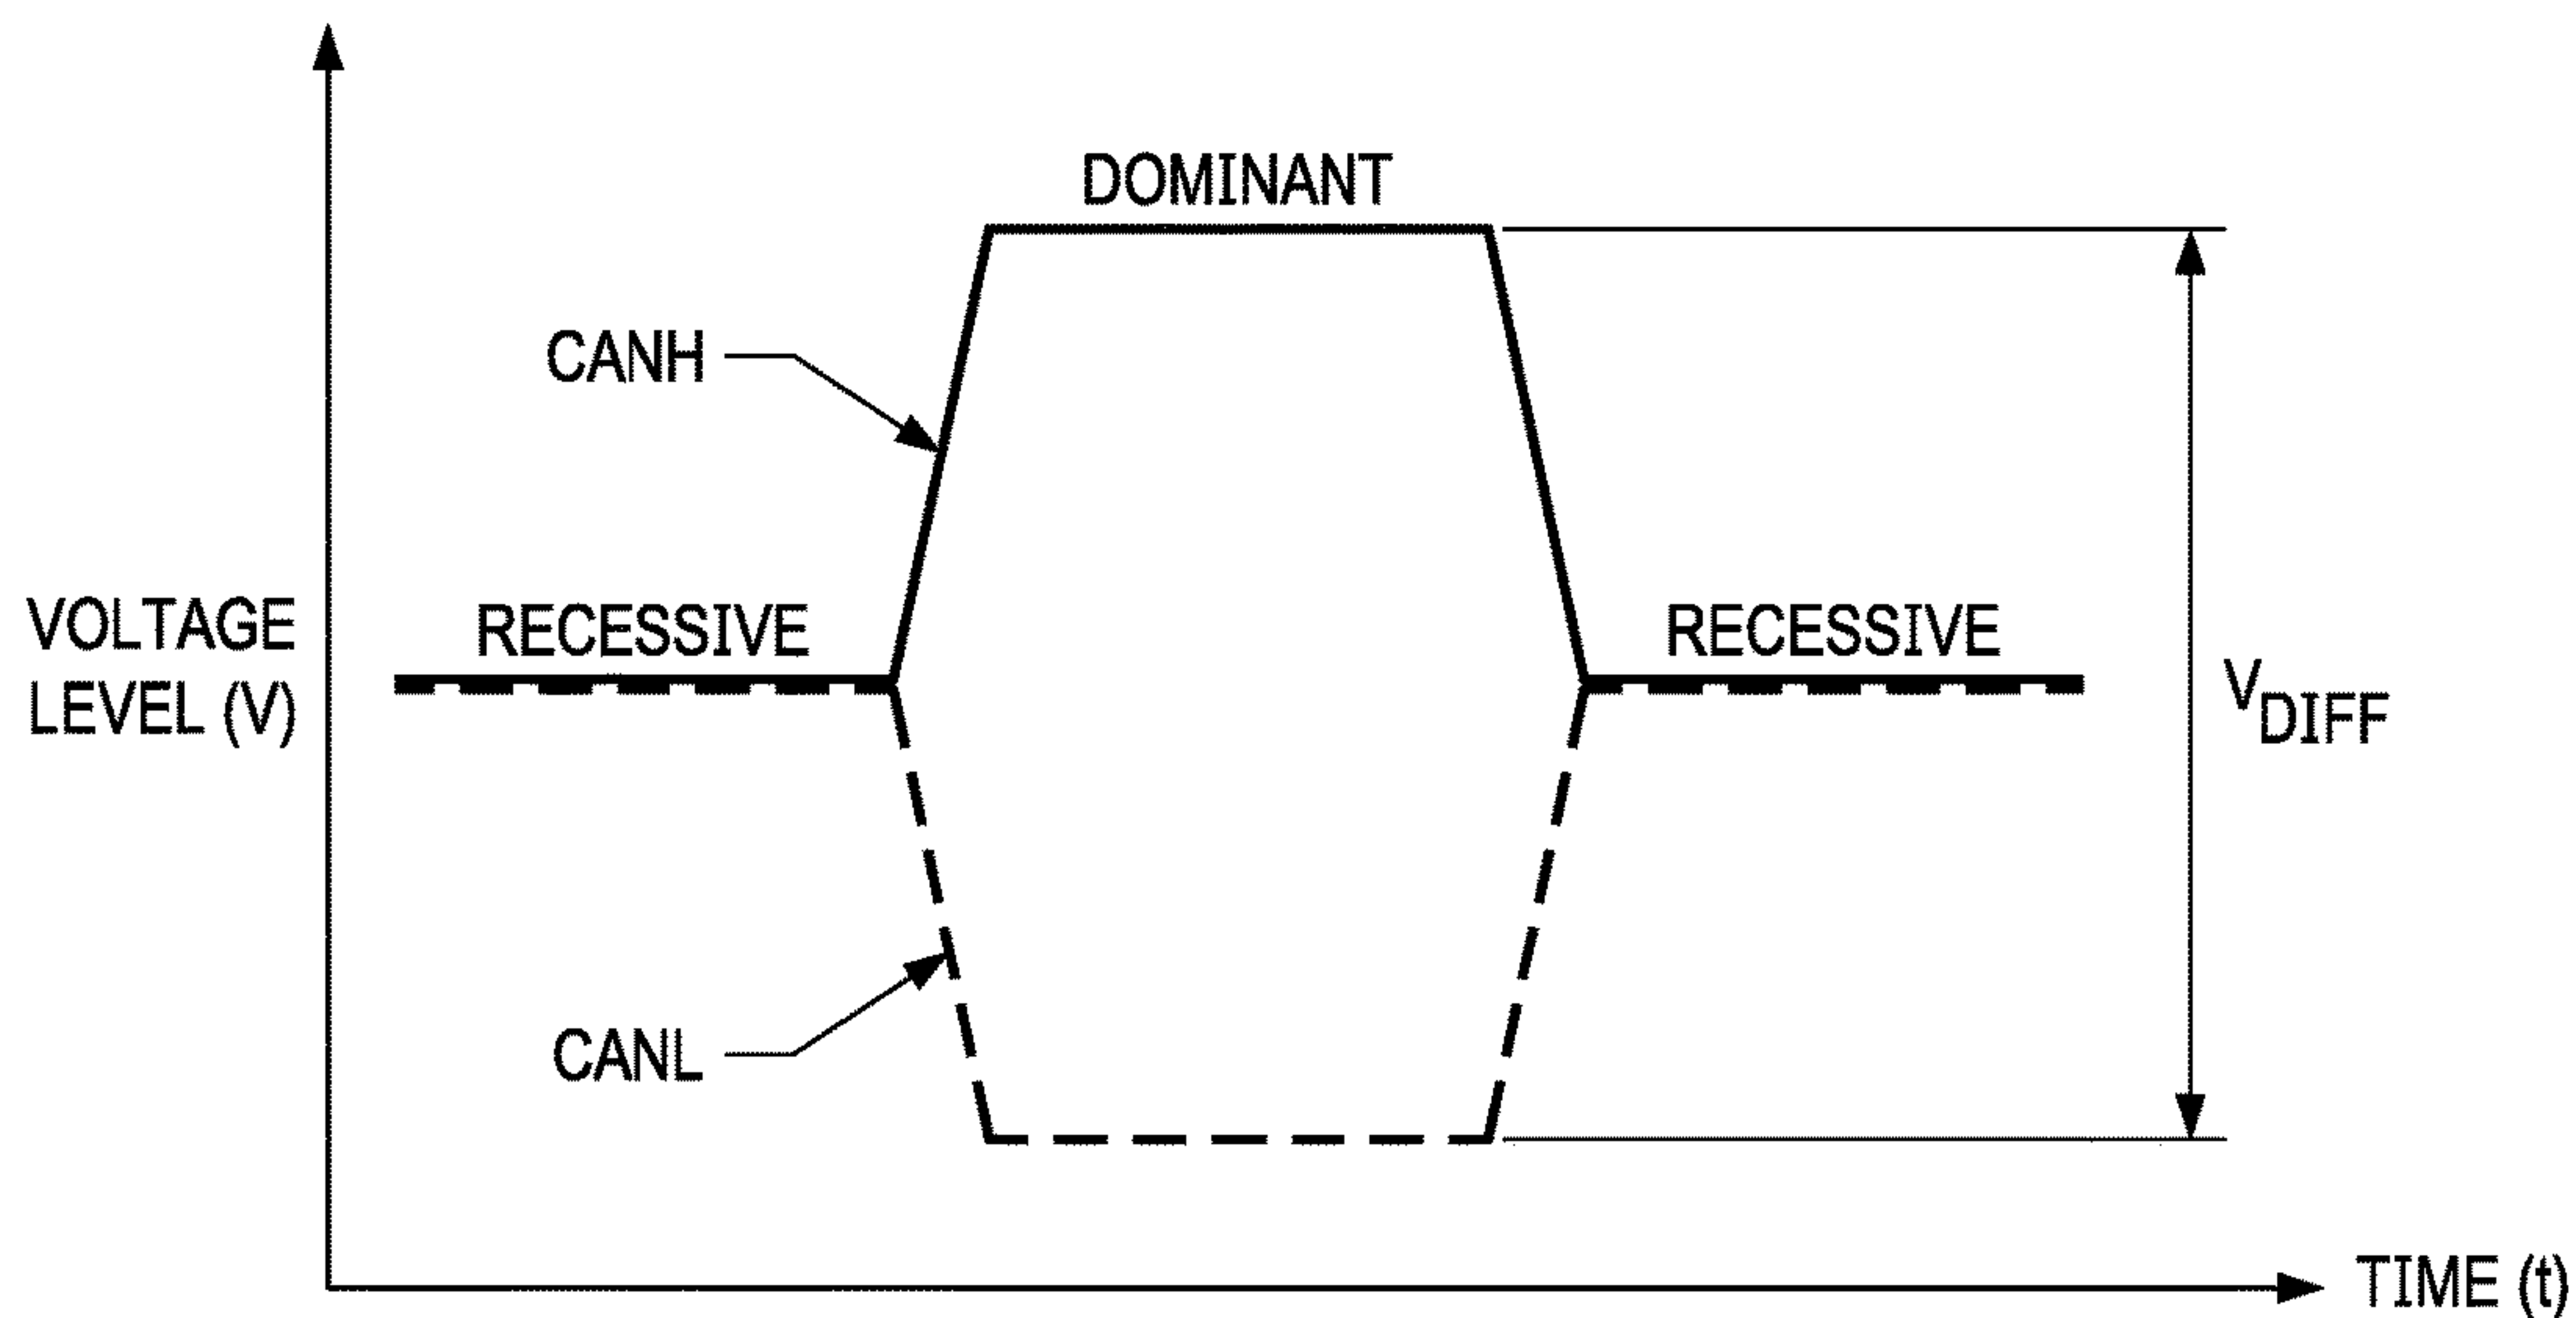 DOMINANT
CANH
RECESSIVE
RECESSIVE
VOLTAGE
LEVEL (V)
VDIFF
CANL
TIME (t)